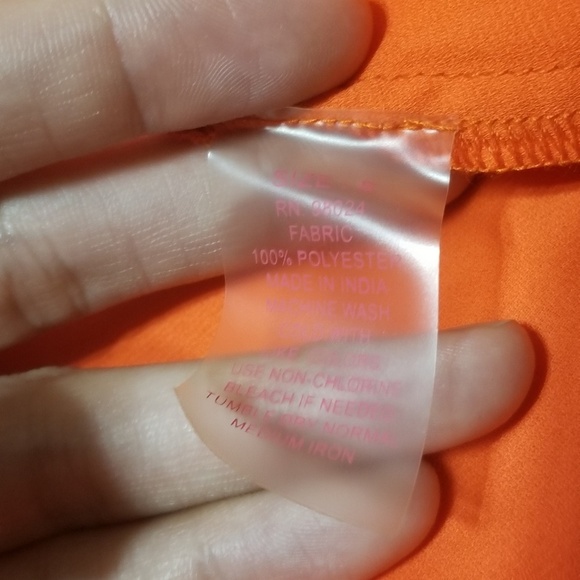 SIZE
RN 98024
FABRIC
100% POLYESTER
MADE IN INDIA
MACHINE WASH
USE NON-CHLORINE
BLEACH IF NEEDED
TUMBLE DRY NORMAL
MEDIUM IRON